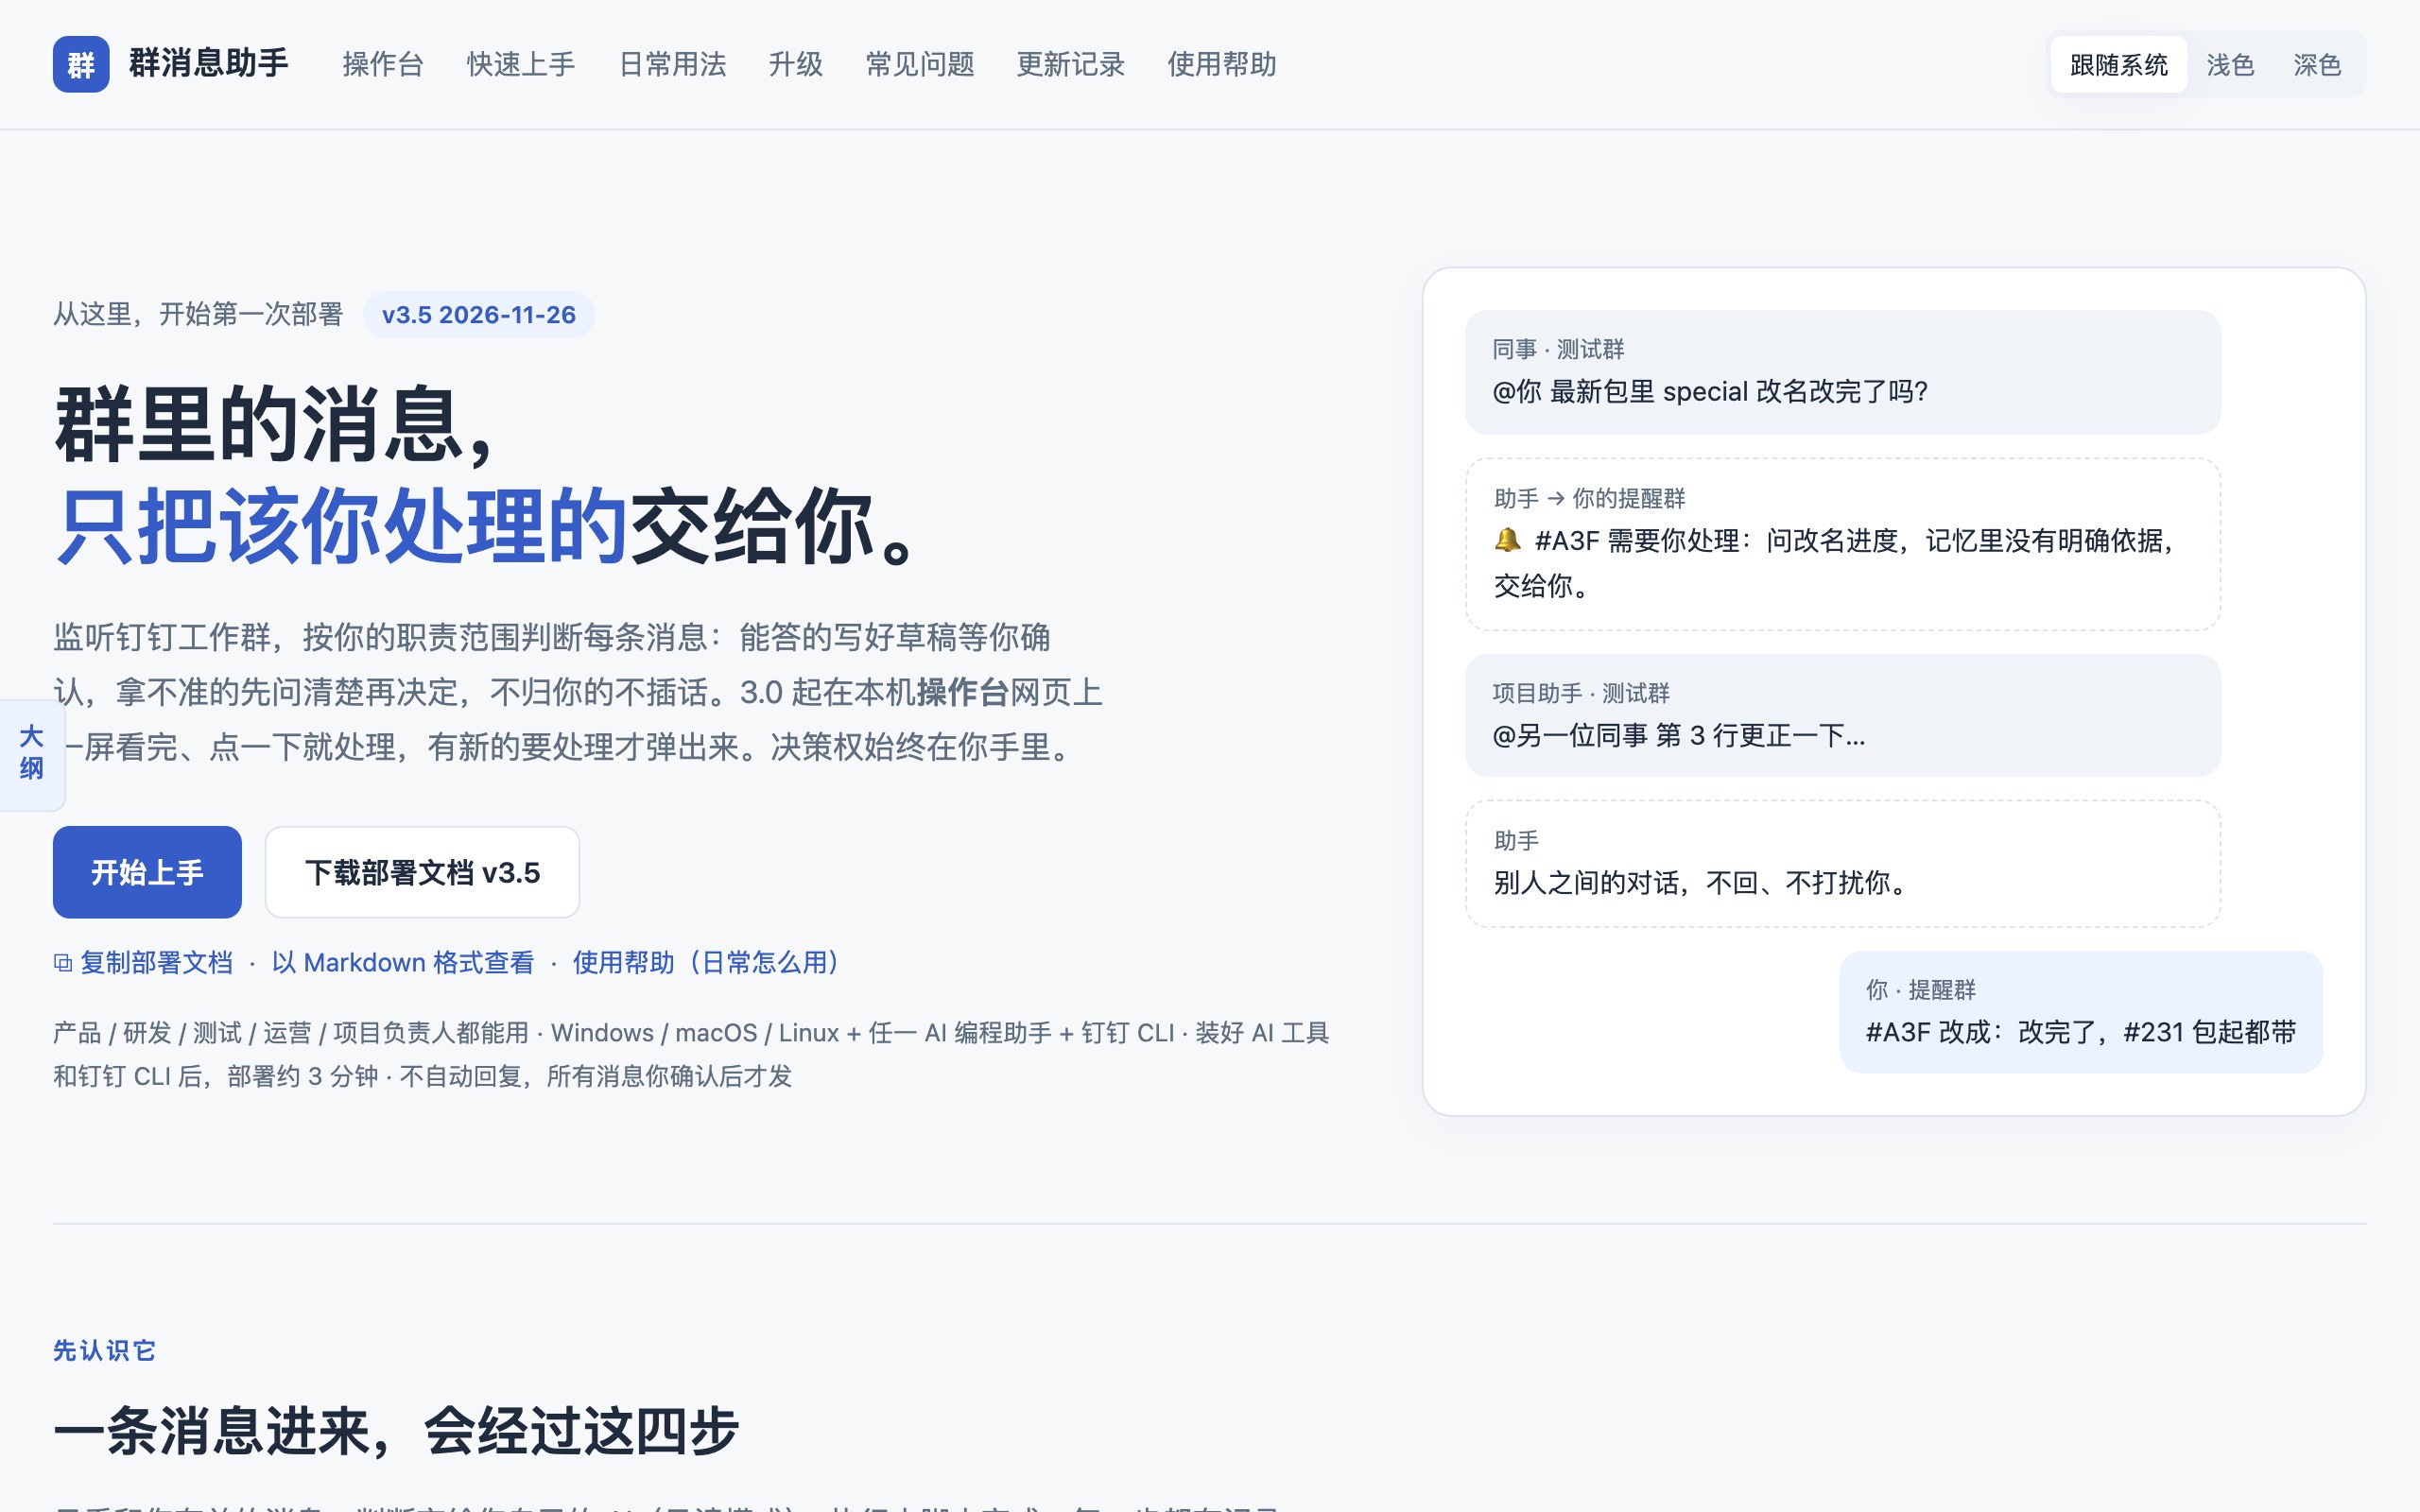 群 群消息助手 操作台 快速上手 日常用法 升级 常见问题 更新记录 使用帮助 跟随系统 浅色 深色
从这里，开始第一次部署 v3.5 2026-11-26
群里的消息，
只把该你处理的交给你。
监听钉钉工作群，按你的职责范围判断每条消息：能答的写好草稿等你确
认，拿不准的先问清楚再决定，不归你的不插话。3.0 起在本机操作台网页上
一屏看完、点一下就处理，有新的要处理才弹出来。决策权始终在你手里。
大
纲
开始上手 下载部署文档 v3.5
复制部署文档 · 以 Markdown 格式查看 · 使用帮助（日常怎么用）
产品 / 研发 / 测试 / 运营 / 项目负责人都能用 · Windows / macOS / Linux + 任一 AI 编程助手 + 钉钉 CLI · 装好 AI 工具
和钉钉 CLI 后，部署约 3 分钟 · 不自动回复，所有消息你确认后才发
同事 · 测试群
@你 最新包里 special 改名改完了吗?
助手 → 你的提醒群
🔔 #A3F 需要你处理：问改名进度，记忆里没有明确依据，
交给你。
项目助手 · 测试群
@另一位同事 第 3 行更正一下...
助手
别人之间的对话，不回、不打扰你。
你 · 提醒群
#A3F 改成：改完了，#231 包起都带
先认识它
一条消息进来，会经过这四步